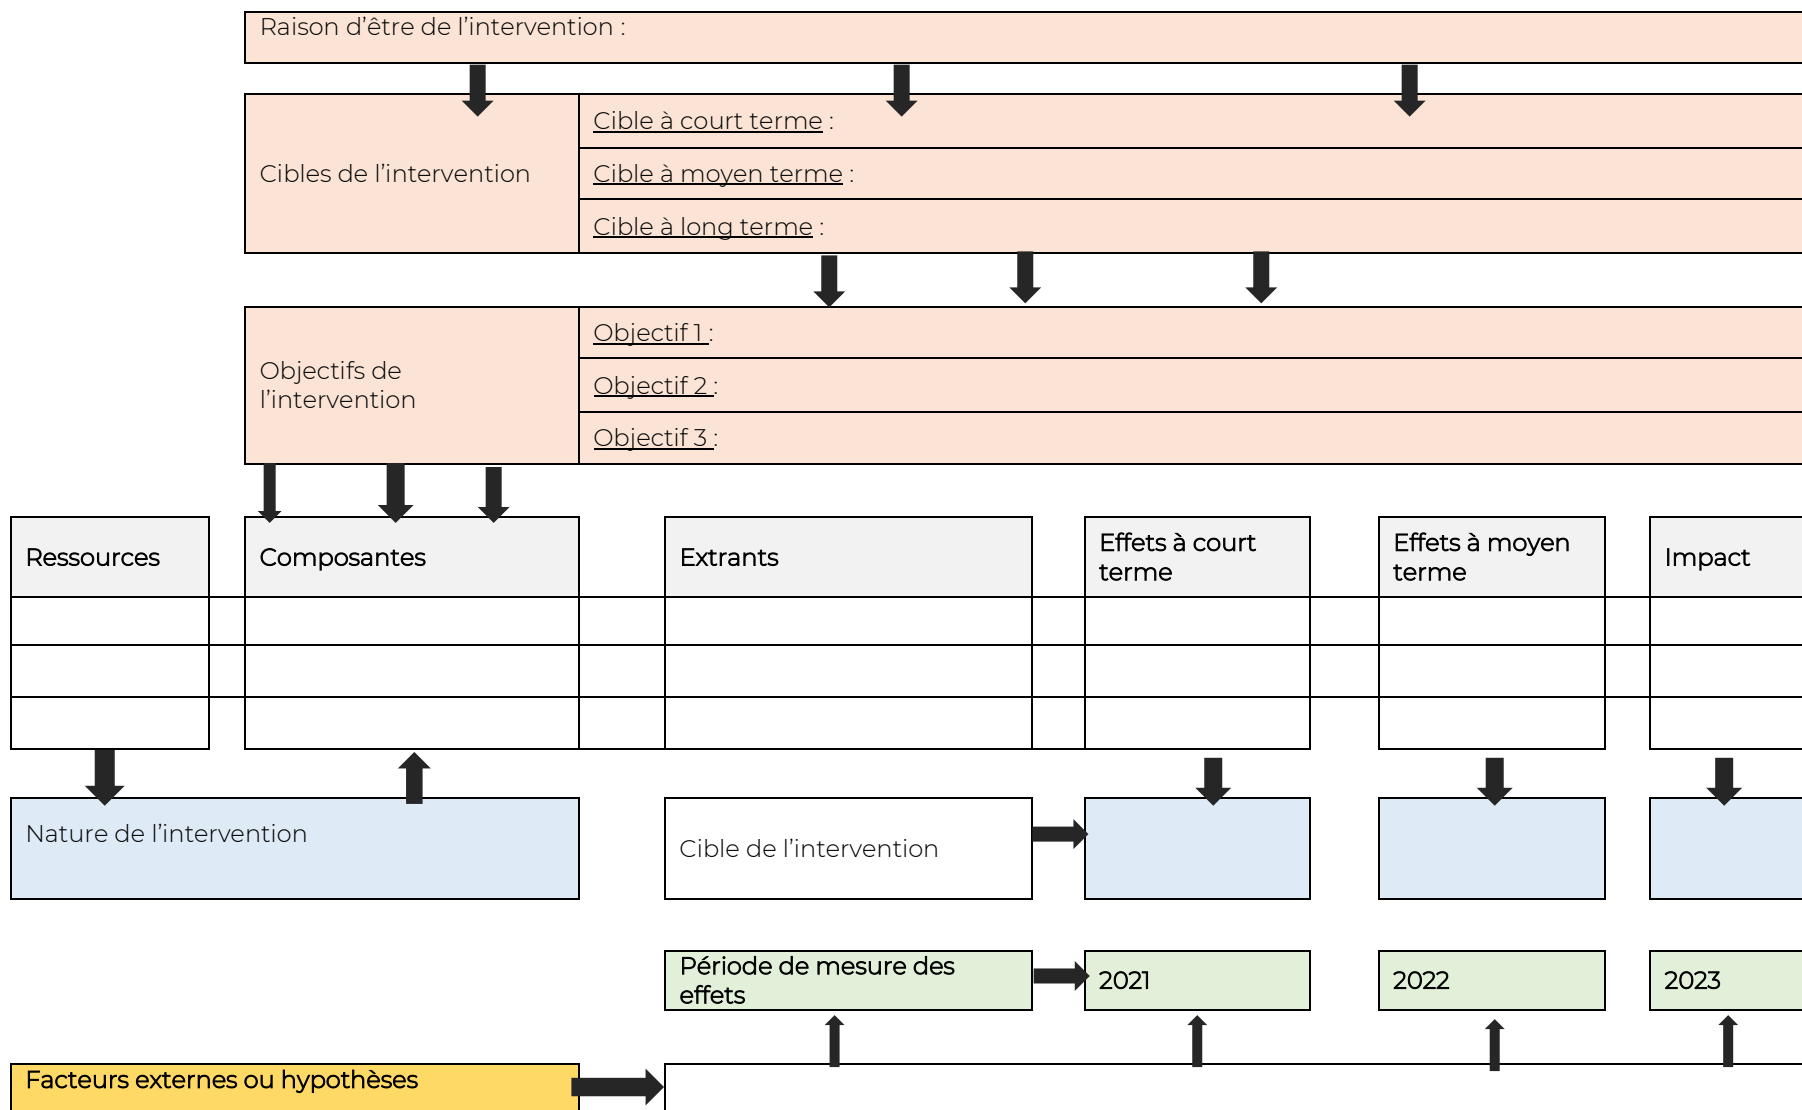 Raison d’être de l’intervention :
Cibles de l’intervention
Cible à court terme :
Cible à moyen terme :
Cible à long terme :
Objectifs de
l’intervention
Objectif 1 :
Objectif 2 :
Objectif 3 :
Ressources
Composantes
Extrants
Effets à court
terme
Effets à moyen
terme
Impact
Nature de l’intervention
Cible de l’intervention
Période de mesure des
effets
2021
2022
2023
Facteurs externes ou hypothèses